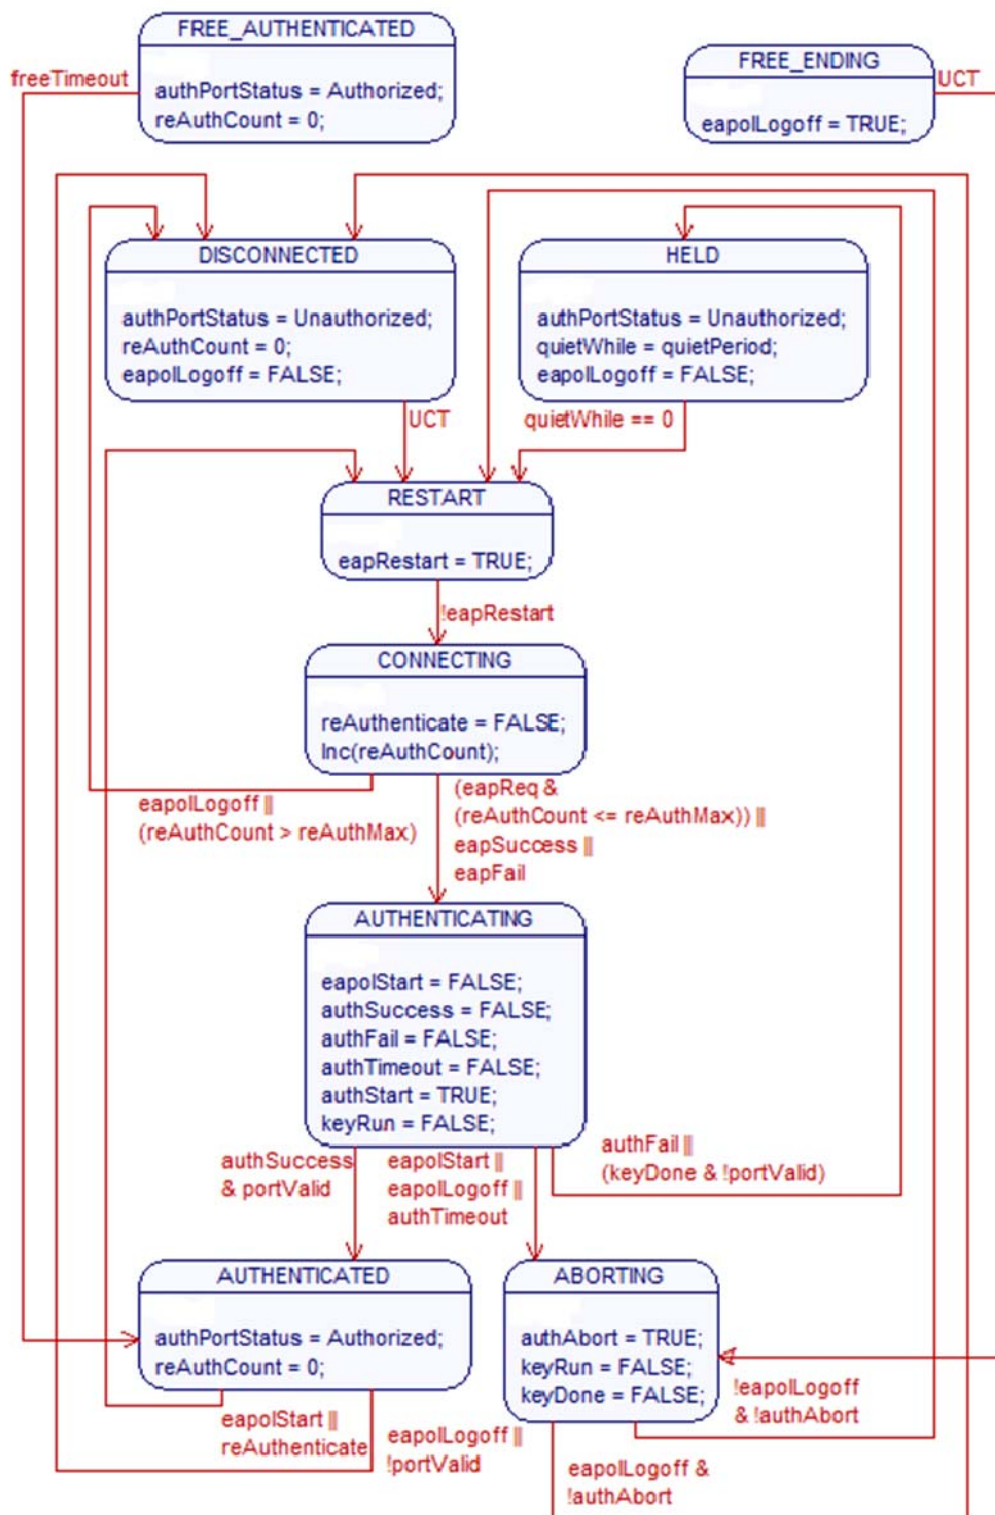 FREE_AUTHENTICATED
authPortStatus = Authorized;
reAuthCount = 0;
freeTimeout
FREE_ENDING
eapolLogoff = TRUE;
UCT
DISCONNECTED
authPortStatus = Unauthorized;
reAuthCount = 0;
eapolLogoff = FALSE;
HELD
authPortStatus = Unauthorized;
quietWhile = quietPeriod;
eapolLogoff = FALSE;
UCT
quietWhile == 0
RESTART
eapRestart = TRUE;
!eapRestart
CONNECTING
reAuthenticate = FALSE;
Inc(reAuthCount);
eapolLogoff ||
(reAuthCount > reAuthMax)
(eapReq &
(reAuthCount <= reAuthMax)) ||
eapSuccess ||
eapFail
AUTHENTICATING
eapolStart = FALSE;
authSuccess = FALSE;
authFail = FALSE;
authTimeout = FALSE;
authStart = TRUE;
keyRun = FALSE;
authSuccess
& portValid
eapolStart ||
eapolLogoff ||
authTimeout
authFail ||
(keyDone & !portValid)
AUTHENTICATED
authPortStatus = Authorized;
reAuthCount = 0;
ABORTING
authAbort = TRUE;
keyRun = FALSE;
keyDone = FALSE;
eapolStart ||
reAuthenticate
eapolLogoff ||
!portValid
!eapolLogoff
& !authAbort
eapolLogoff &
!authAbort